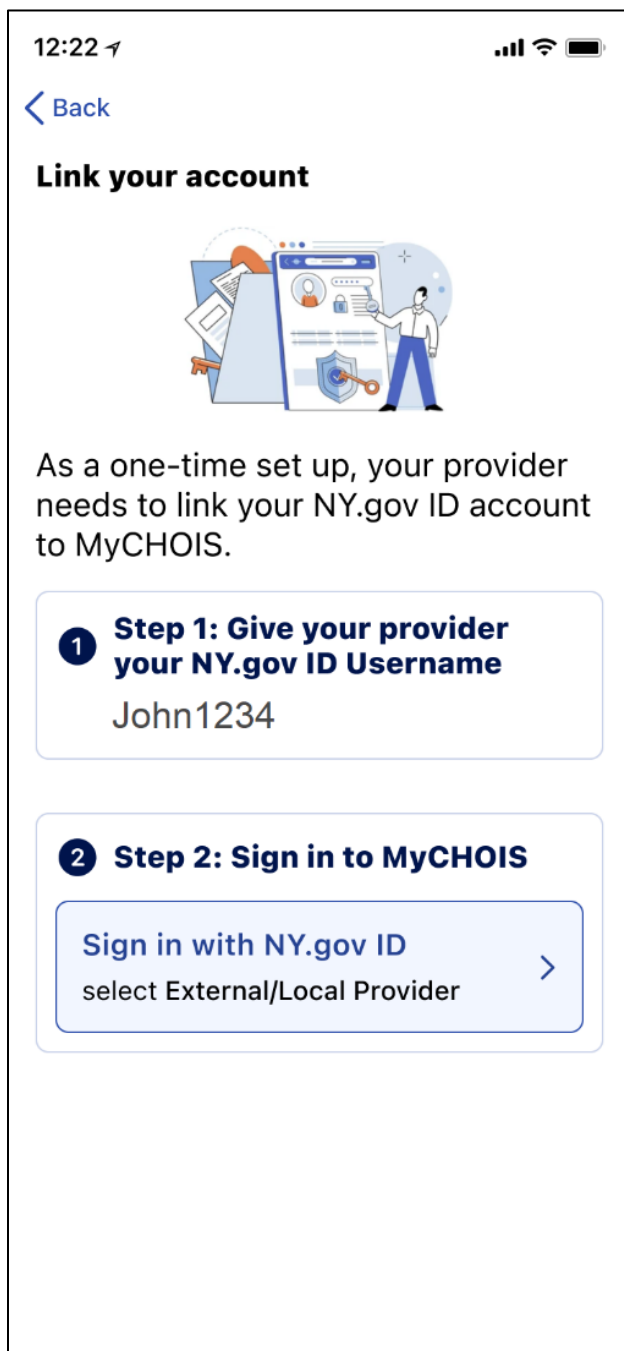 12:22
Back
Link your account
As a one-time set up, your provider
needs to link your NY.gov ID account
to MyCHOIS.
1
Step 1: Give your provider
your NY.gov ID Username
John1234
2
Step 2: Sign in to MyCHOIS
Sign in with NY.gov ID
select External/Local Provider